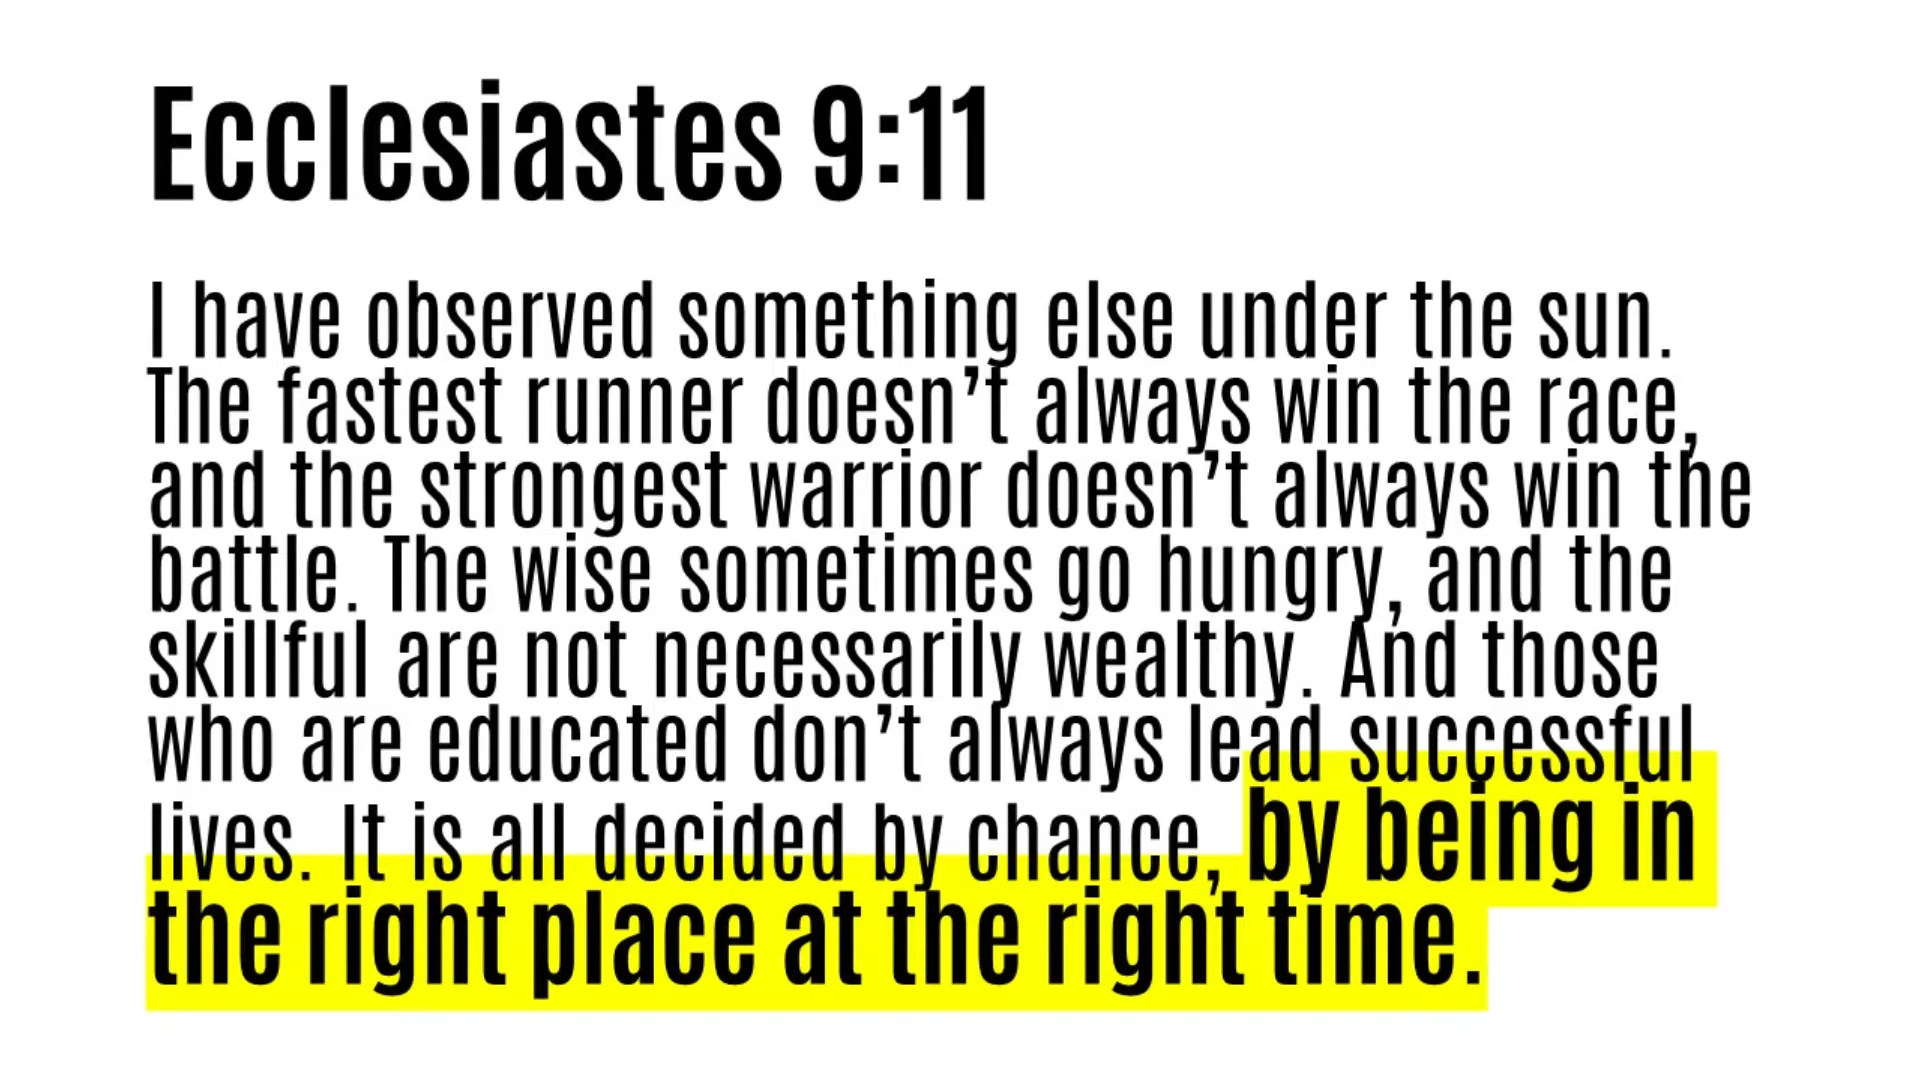 Ecclesiastes 9:11
I have observed something else under the sun.
The fastest runner doesn’t always win the race,
and the strongest warrior doesn’t always win the
battle. The wise sometimes go hungry, and the
skillful are not necessarily wealthy. And those
who are educated don’t always lead successful
lives. It is all decided by chance, by being in
the right place at the right time.